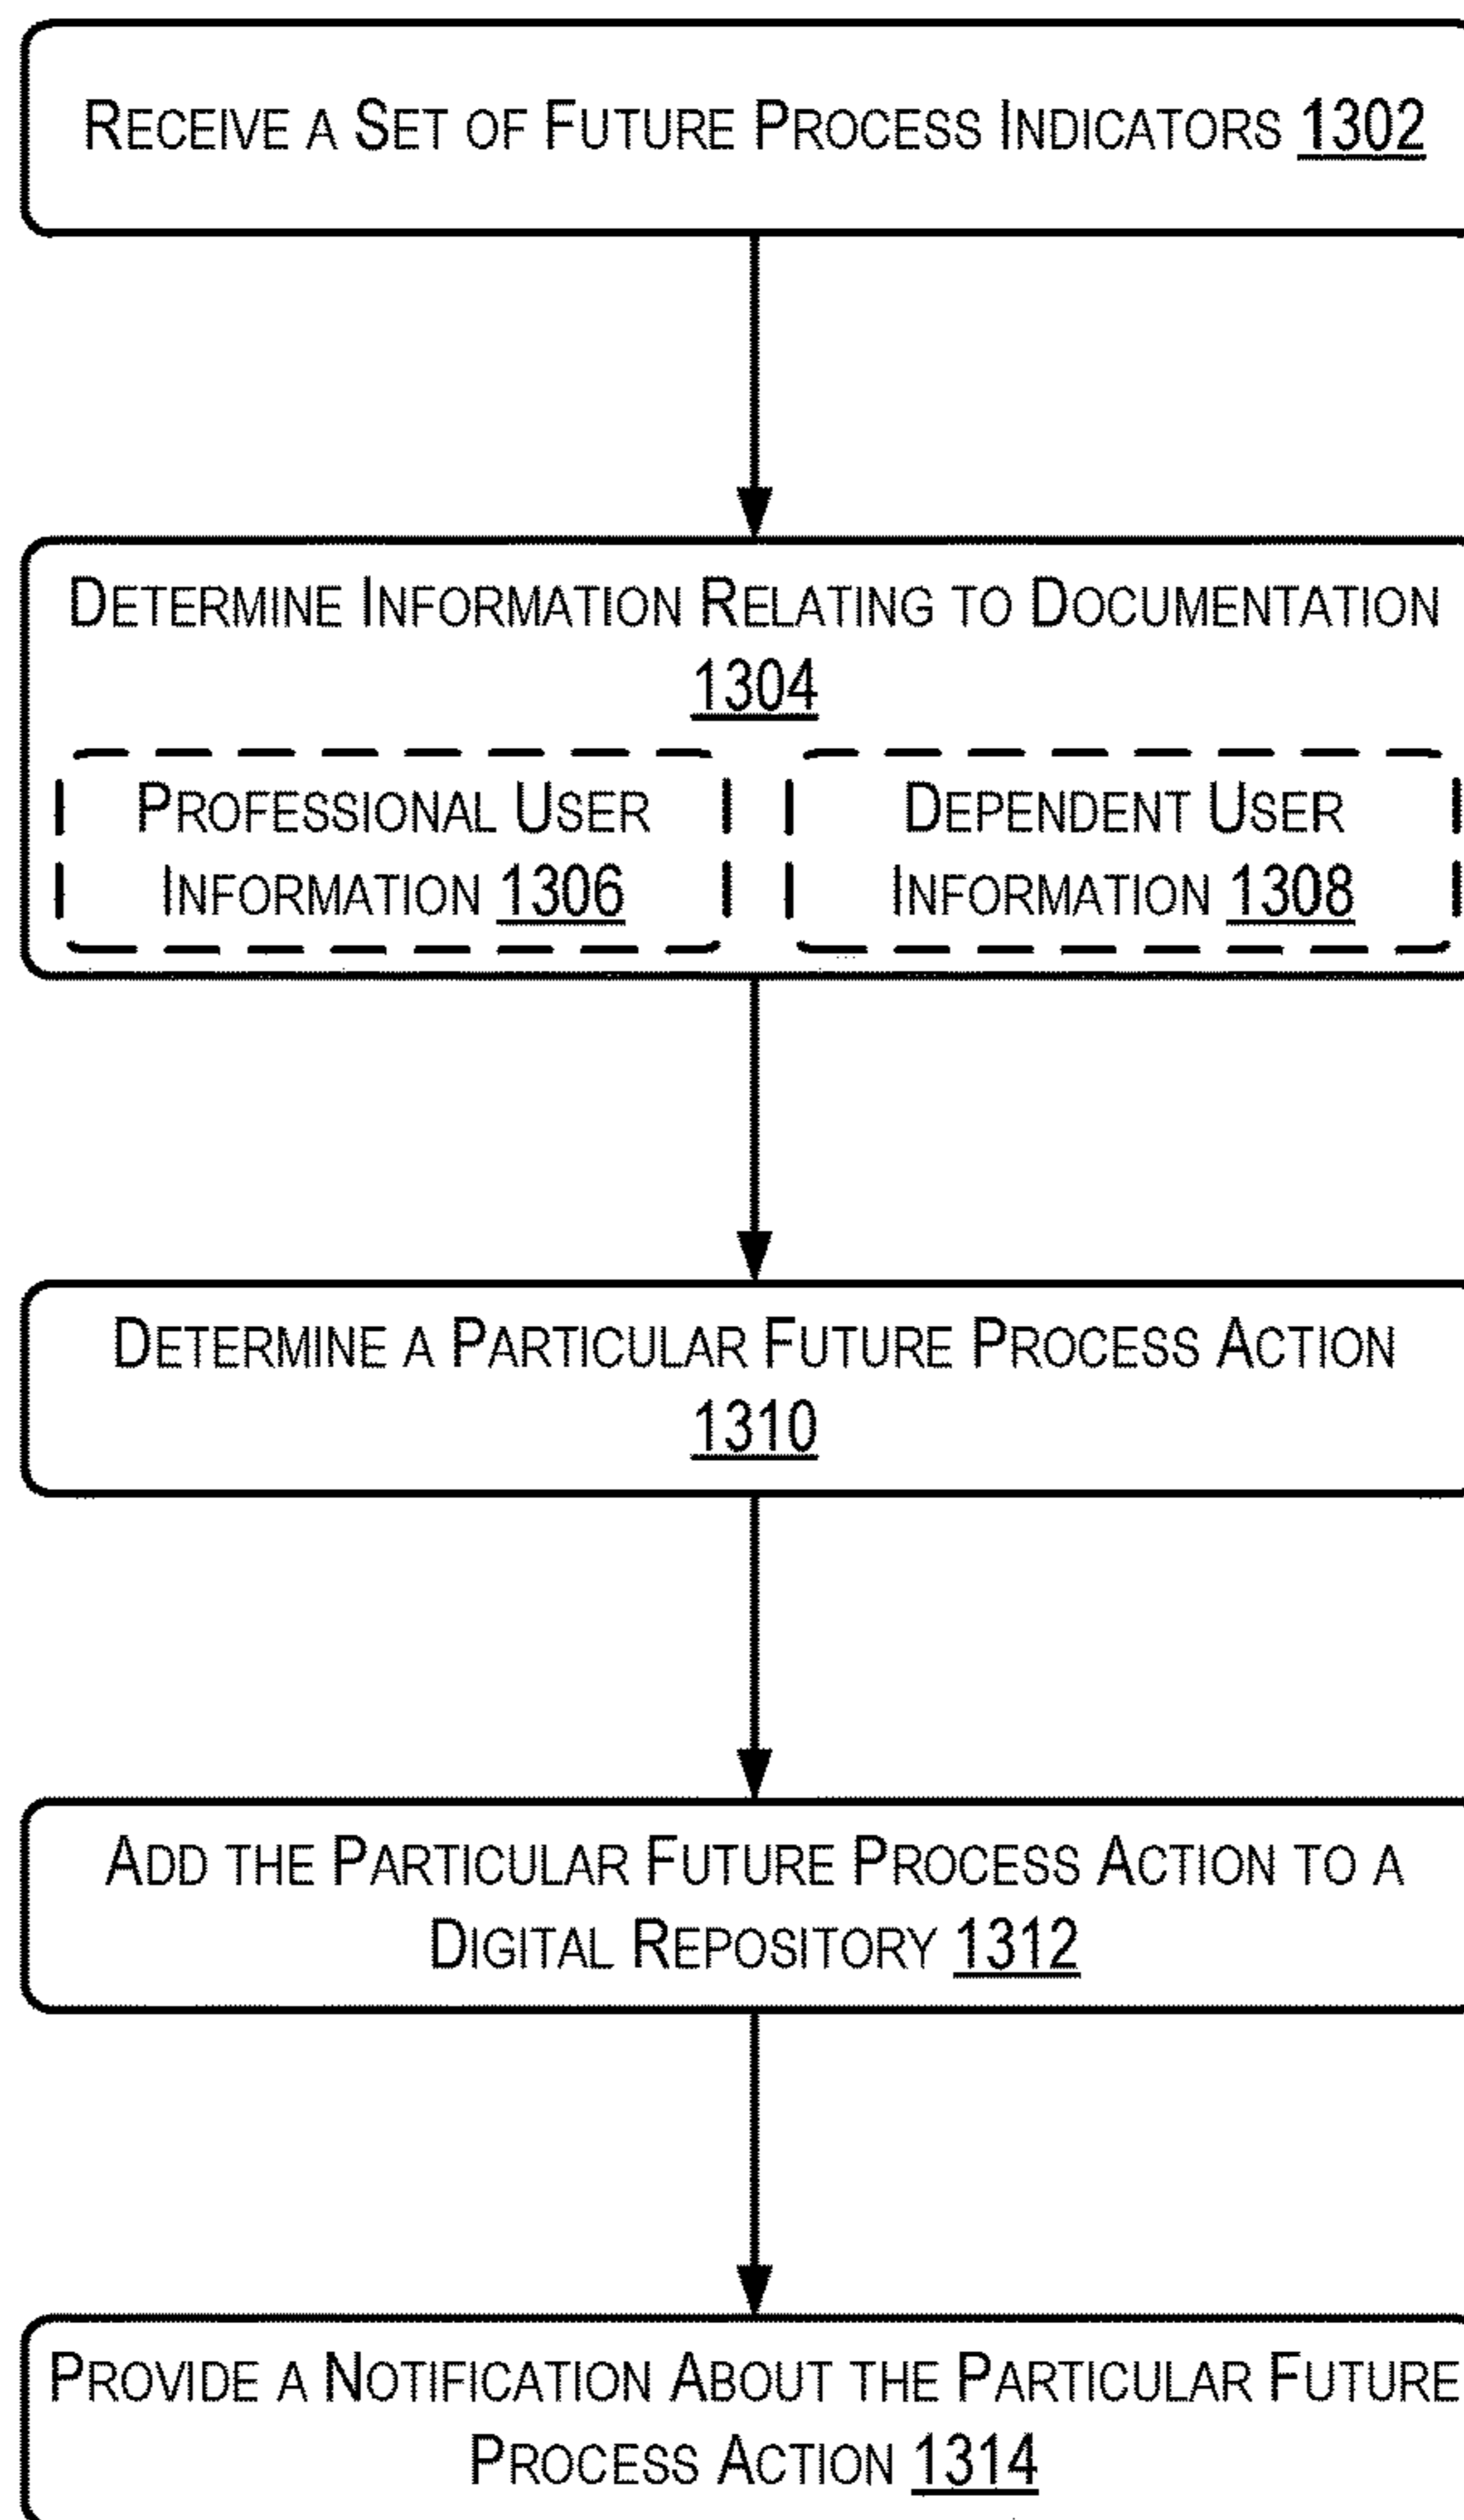 RECEIVE A SET OF FUTURE PROCESS INDICATORS 1302
DETERMINE INFORMATION RELATING TO DOCUMENTATION
1304
PROFESSIONAL USER
INFORMATION 1306
DEPENDENT USER
INFORMATION 1308
DETERMINE A PARTICULAR FUTURE PROCESS ACTION
1310
ADD THE PARTICULAR FUTURE PROCESS ACTION TO A
DIGITAL REPOSITORY 1312
PROVIDE A NOTIFICATION ABOUT THE PARTICULAR FUTURE
PROCESS ACTION 1314